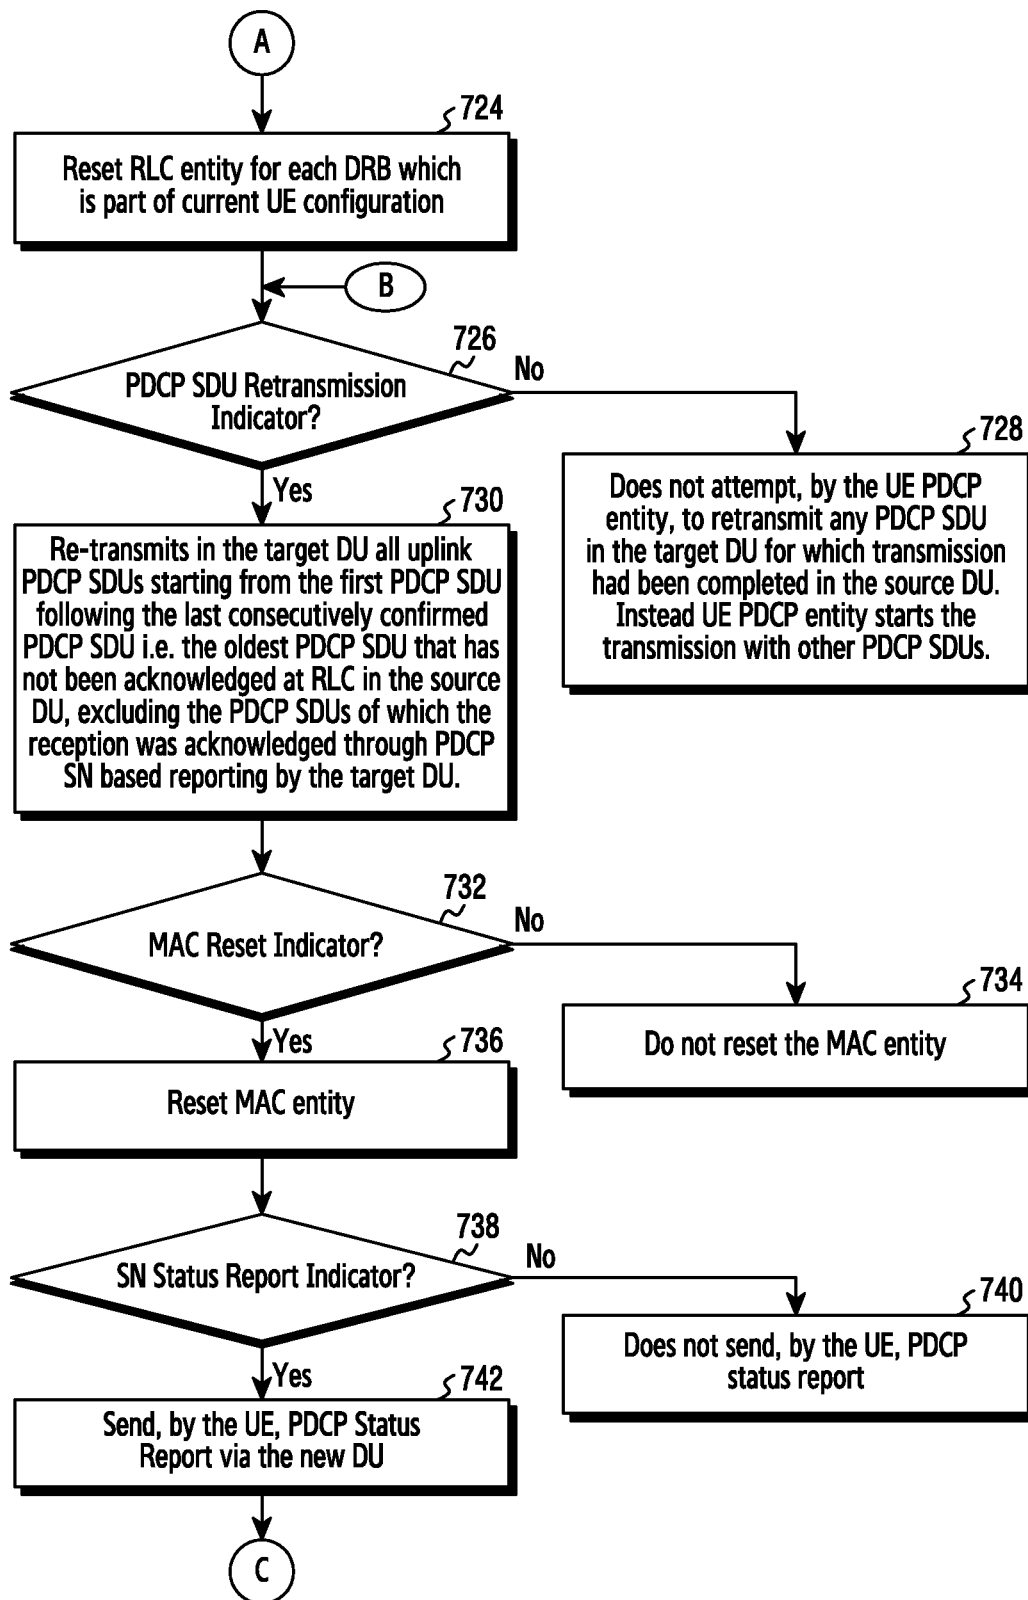 A
724
Reset RLC entity for each DRB which
is part of current UE configuration
B
726
PDCP SDU Retransmission
Indicator?
No
Yes
728
Does not attempt, by the UE PDCP
entity, to retransmit any PDCP SDU
in the target DU for which transmission
had been completed in the source DU.
Instead UE PDCP entity starts the
transmission with other PDCP SDUs.
730
Re-transmits in the target DU all uplink
PDCP SDUs starting from the first PDCP SDU
following the last consecutively confirmed
PDCP SDU i.e. the oldest PDCP SDU that has
not been acknowledged at RLC in the source
DU, excluding the PDCP SDUs of which the
reception was acknowledged through PDCP
SN based reporting by the target DU.
732
MAC Reset Indicator?
No
Yes
734
Do not reset the MAC entity
736
Reset MAC entity
738
SN Status Report Indicator?
No
Yes
740
Does not send, by the UE, PDCP
status report
742
Send, by the UE, PDCP Status
Report via the new DU
C